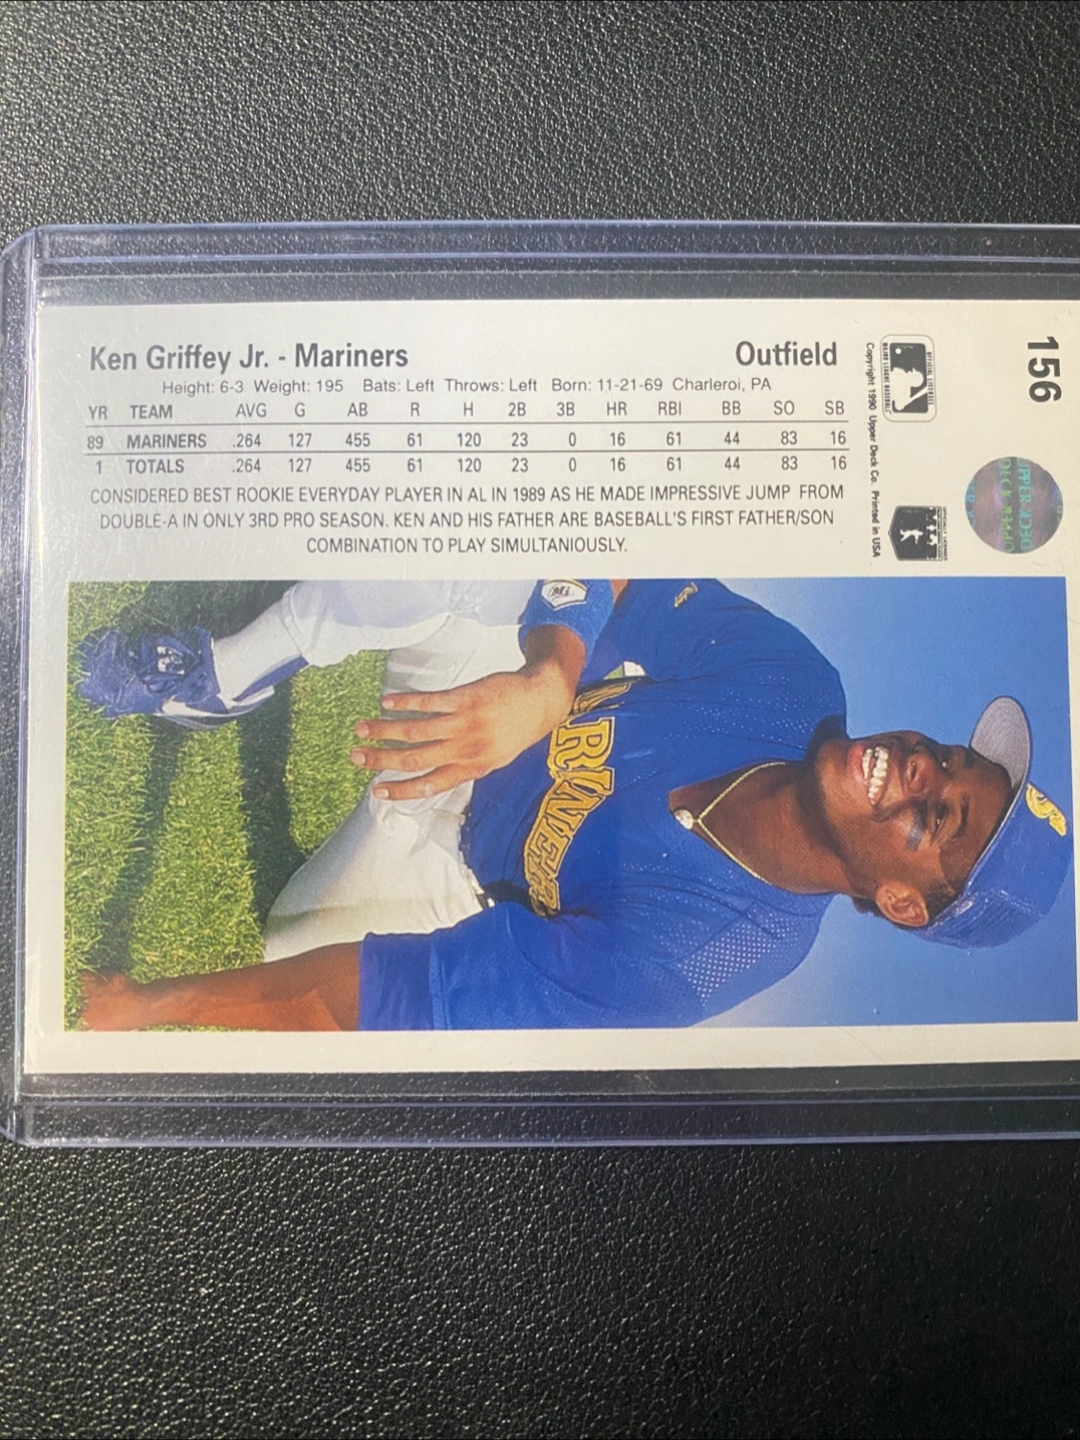 Ken Griffey Jr. - Mariners Outfield
Height: 6-3 Weight: 195 Bats: Left Throws: Left Born: 11-21-69 Charleroi, PA
YR TEAM AVG G AB R H 2B 3B HR RBI BB SO SB
89 MARINERS .264 127 455 61 120 23 0 16 61 44 83 16
1 TOTALS .264 127 455 61 120 23 0 16 61 44 83 16
CONSIDERED BEST ROOKIE EVERYDAY PLAYER IN AL IN 1989 AS HE MADE IMPRESSIVE JUMP FROM
DOUBLE-A IN ONLY 3RD PRO SEASON. KEN AND HIS FATHER ARE BASEBALL'S FIRST FATHER/SON
COMBINATION TO PLAY SIMULTANIOUSLY.
Copyright 1990 Upper Deck Co. Printed in USA
156
UPPER DECK
UPPER DECK
ARINERS
S